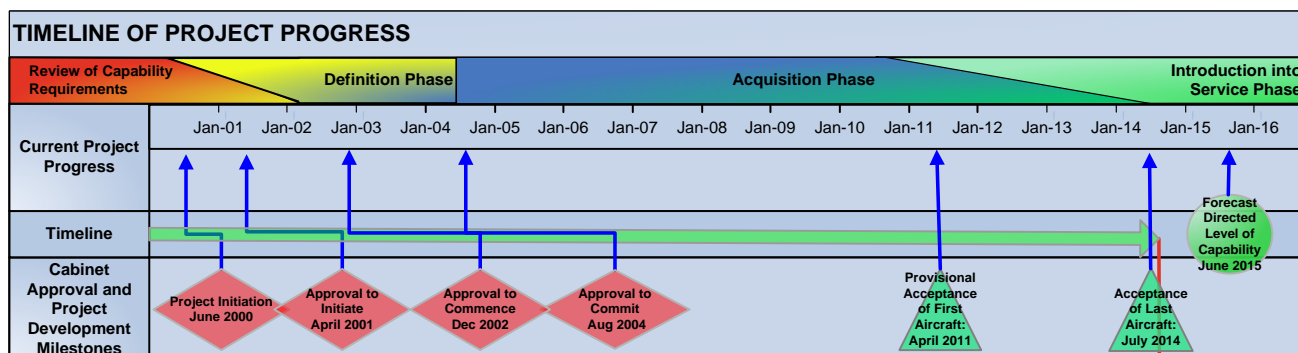 TIMELINE OF PROJECT PROGRESS
Review of Capability
Requirements
Definition Phase
Acquisition Phase
Introduction into
Service Phase
Current Project
Progress
Jan-01 Jan-02 Jan-03 Jan-04 Jan-05 Jan-06 Jan-07 Jan-08 Jan-09 Jan-10 Jan-11 Jan-12 Jan-13 Jan-14 Jan-15 Jan-16
Timeline
Forecast
Directed
Level of
Capability
June 2015
Cabinet
Approval and
Project
Development
Milestones
Project Initiation
June 2000
Approval to
Initiate
April 2001
Approval to
Commence
Dec 2002
Approval to
Commit
Aug 2004
Provisional
Acceptance
of First
Aircraft:
April 2011
Acceptance
of Last
Aircraft:
July 2014